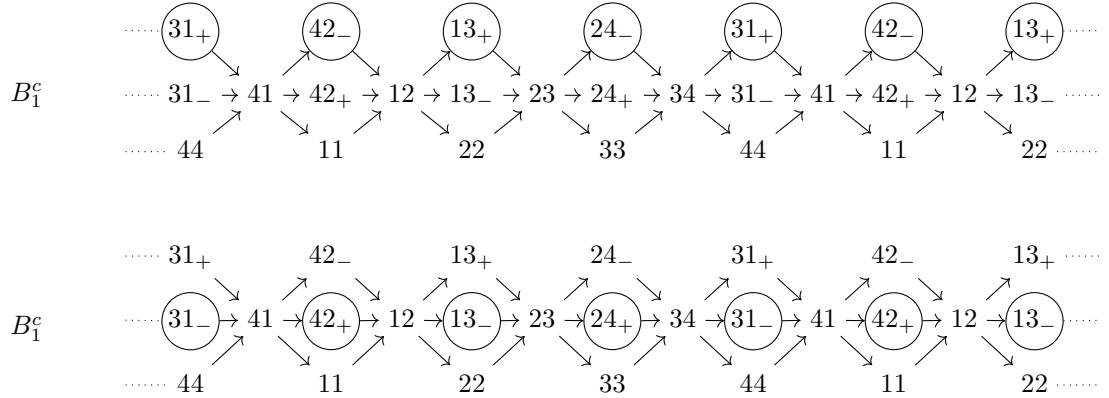 31₊ 42₋ 13₊ 24₋ 31₊ 42₋ 13₊
B₁ᶜ 31₋ → 41 → 42₊ → 12 → 13₋ → 23 → 24₊ → 34 → 31₋ → 41 → 42₊ → 12 → 13₋
44 11 22 33 44 11 22
31₊ 42₋ 13₊ 24₋ 31₊ 42₋ 13₊
B₁ᶜ 31₋ → 41 → 42₊ → 12 → 13₋ → 23 → 24₊ → 34 → 31₋ → 41 → 42₊ → 12 → 13₋
44 11 22 33 44 11 22